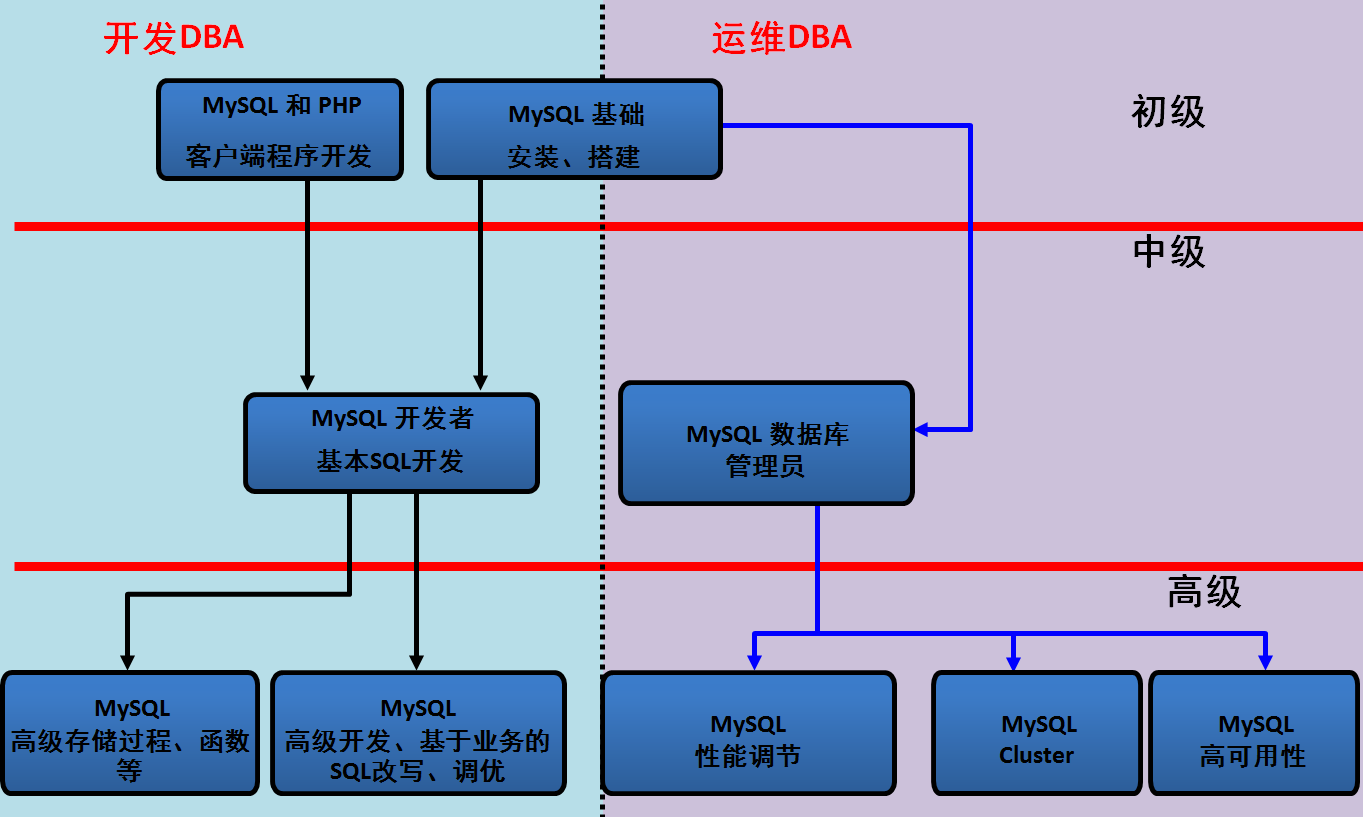 开发DBA
运维DBA
MySQL 和 PHP
客户端程序开发
MySQL 基础
安装、搭建
初级
中级
MySQL 开发者
基本SQL开发
MySQL 数据库
管理员
高级
MySQL
高级存储过程、函数
等
MySQL
高级开发、基于业务的
SQL改写、调优
MySQL
性能调节
MySQL
Cluster
MySQL
高可用性